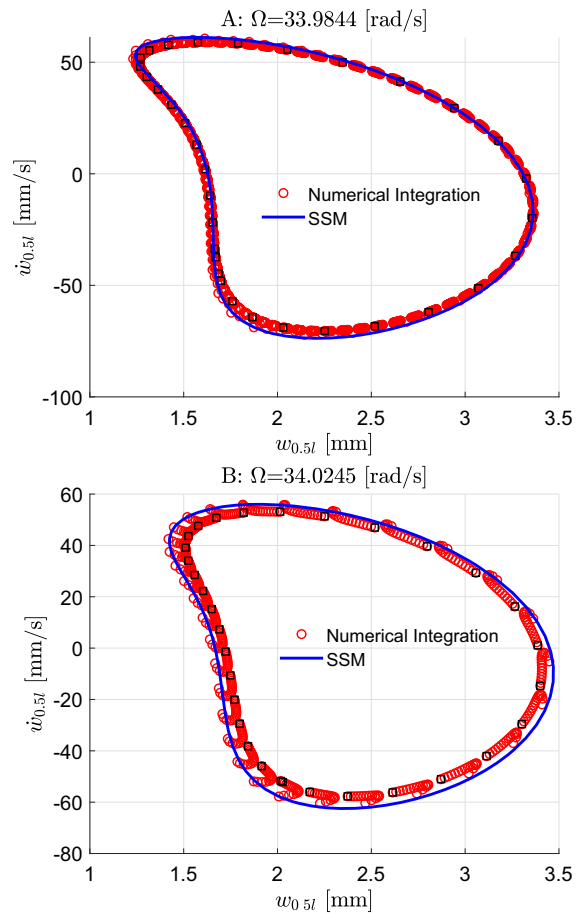 A: Ω=33.9844 [rad/s]
50
0
-50
-100
ẇ0.5l [mm/s]
Numerical Integration
SSM
1 1.5 2 2.5 3 3.5
w0.5l [mm]
B: Ω=34.0245 [rad/s]
60
40
20
0
-20
-40
-60
-80
ẇ0.5l [mm/s]
Numerical Integration
SSM
1 1.5 2 2.5 3 3.5
w0 5l [mm]